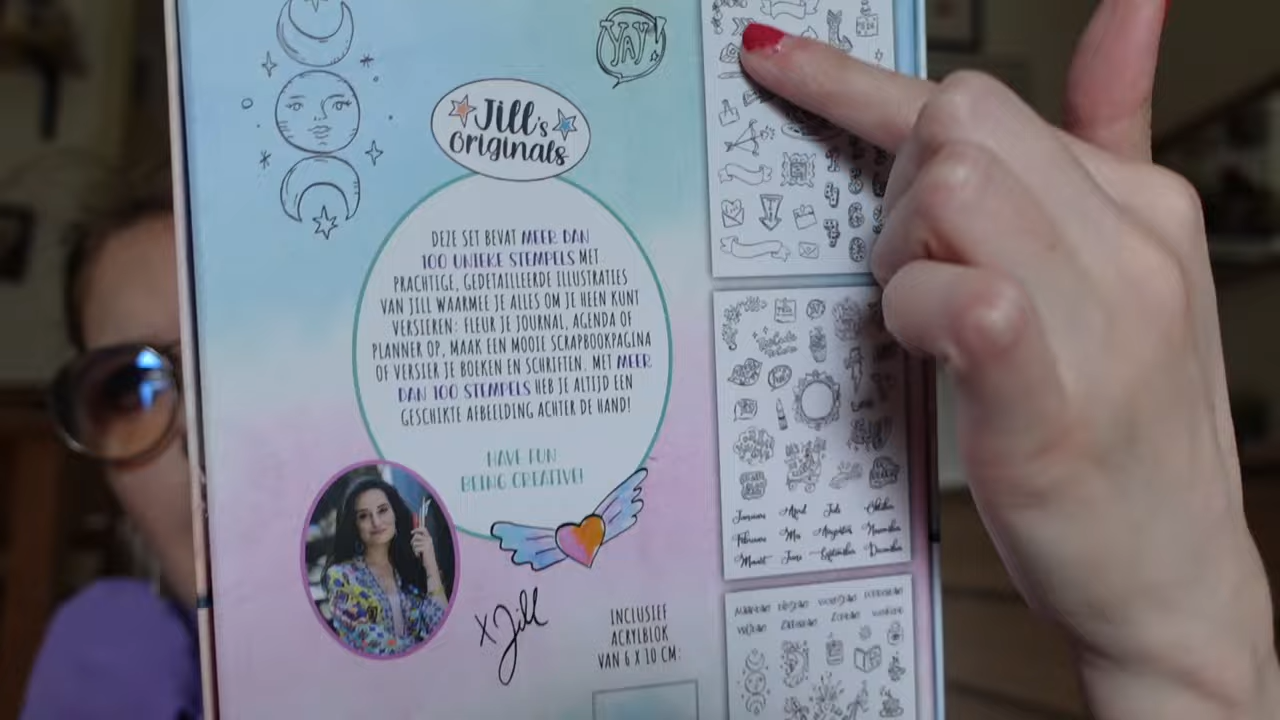 YAY!
Jill's
Originals
DEZE SET BEVAT MEER DAN
100 UNIEKE STEMPELS MET
PRACHTIGE, GEDETAILLEERDE ILLUSTRATIES
VAN JILL WAARMEE JE ALLES OM JE HEEN KUNT
VERSIEREN: FLEUR JE JOURNAL, AGENDA OF
PLANNER OP, MAAK EEN MOOIE SCRAPBOOKPAGINA
OF VERSIER JE BOEKEN EN SCHRIFTEN. MET MEER
DAN 100 STEMPELS HEB JE ALTIJD EEN
GESCHIKTE AFBEELDING ACHTER DE HAND!
HAVE FUN
BEING CREATIVE!
X Jill
INCLUSIEF
ACRYLBLOK
VAN 6 X 10 CM:
Januari April Juli Oktober
Februari Mei Augustus November
Maart Juni September December